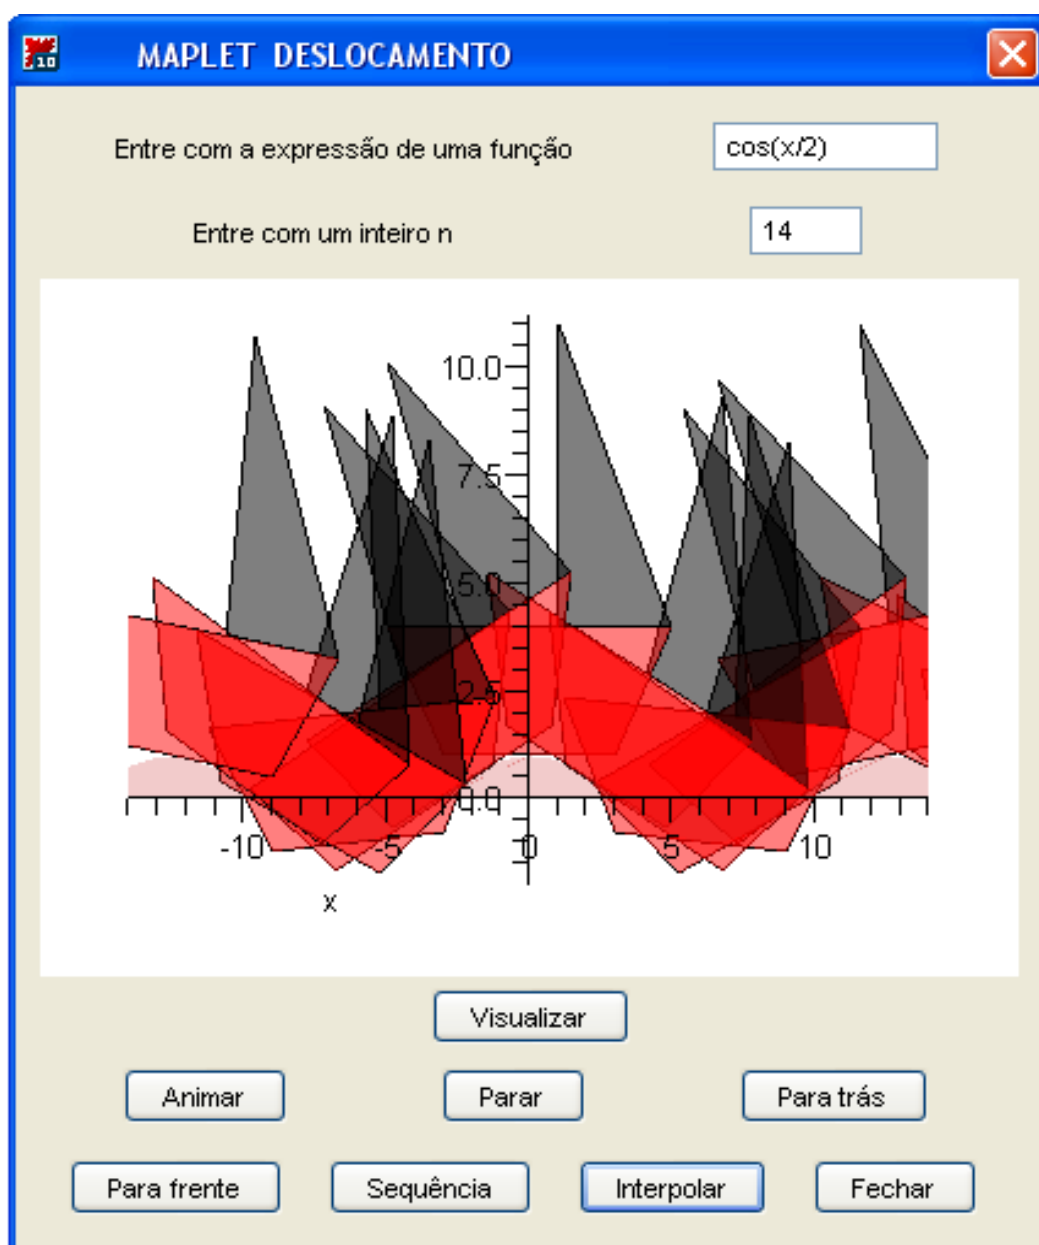 MAPLET DESLOCAMENTO
Entre com a expressão de uma função cos(x/2)
Entre com um inteiro n 14
10.0
7.5
5.0
2.5
0.0
-10 -5 0 5 10
x
Visualizar
Animar Parar Para trás
Para frente Sequência Interpolar Fechar